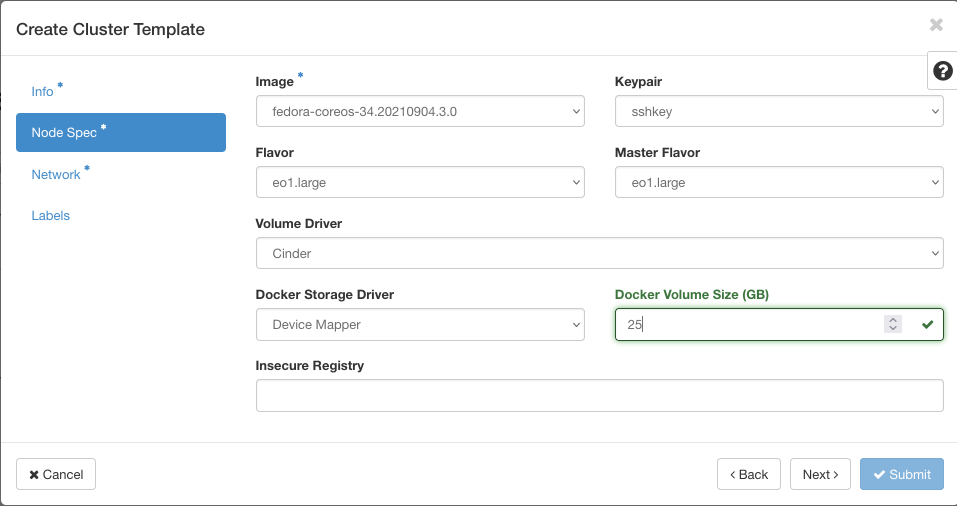 Create Cluster Template ×
?
Info *
Node Spec *
Network *
Labels
Image * Keypair
fedora-coreos-34.20210904.3.0 sshkey
Flavor Master Flavor
eo1.large eo1.large
Volume Driver
Cinder
Docker Storage Driver Docker Volume Size (GB)
Device Mapper 25
Insecure Registry
Cancel < Back Next > Submit